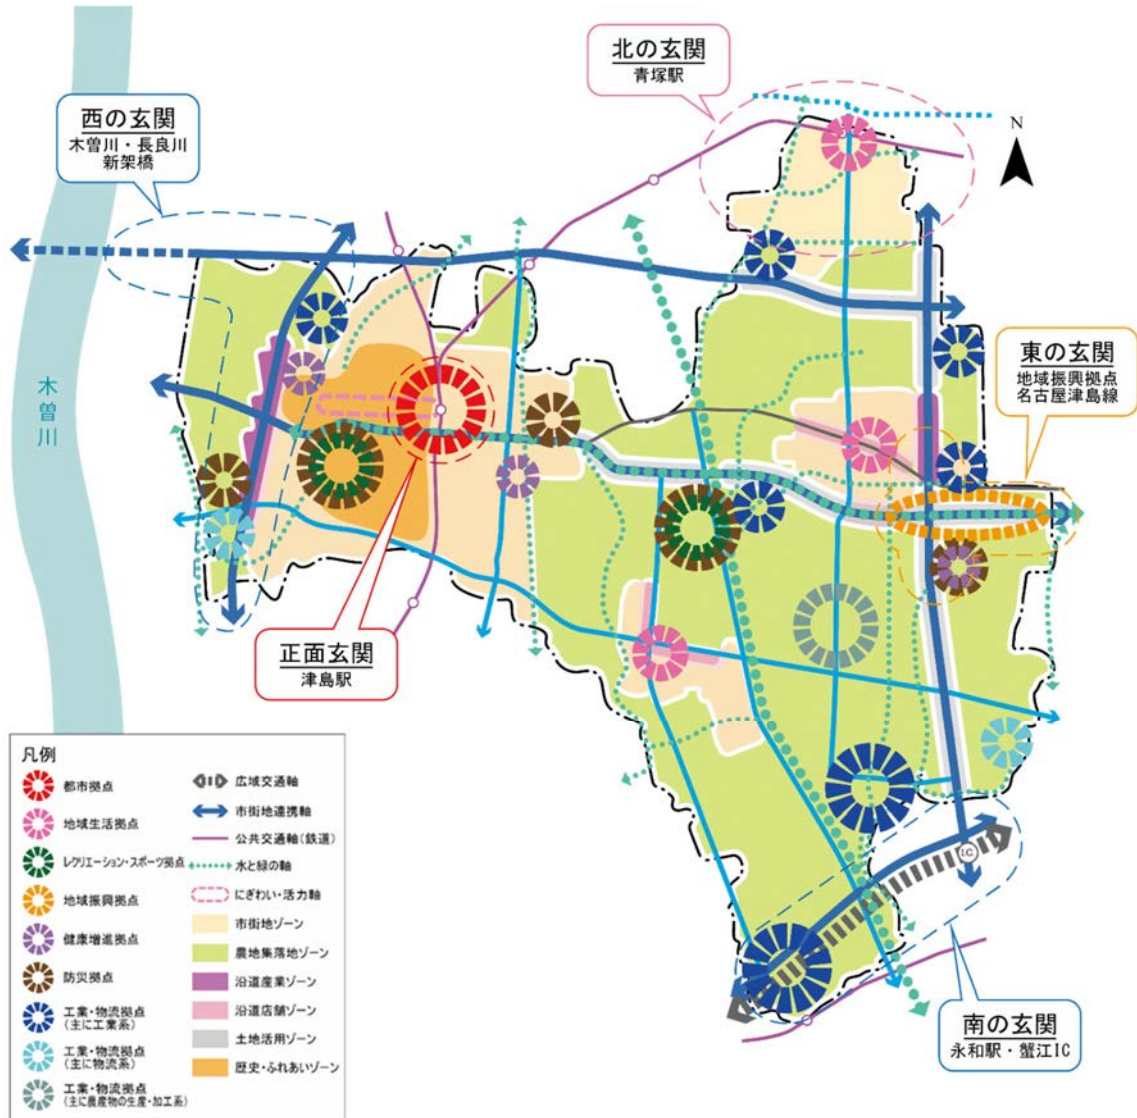 北の玄関
青塚駅
西の玄関
木曽川・長良川
新架橋
N
東の玄関
地域振興拠点
名古屋津島線
木曽川
正面玄関
津島駅
I.C.
南の玄関
永和駅・蟹江IC
凡例
都市拠点
地域生活拠点
レクリエーション・スポーツ拠点
地域振興拠点
健康増進拠点
防災拠点
工業・物流拠点
(主に工業系)
工業・物流拠点
(主に物流系)
工業・物流拠点
(主に農産物の生産・加工系)
広域交通軸
市街地連携軸
公共交通軸(鉄道)
水と緑の軸
にぎわい・活力軸
市街地ゾーン
農地集落地ゾーン
沿道産業ゾーン
沿道店舗ゾーン
土地活用ゾーン
歴史・ふれあいゾーン